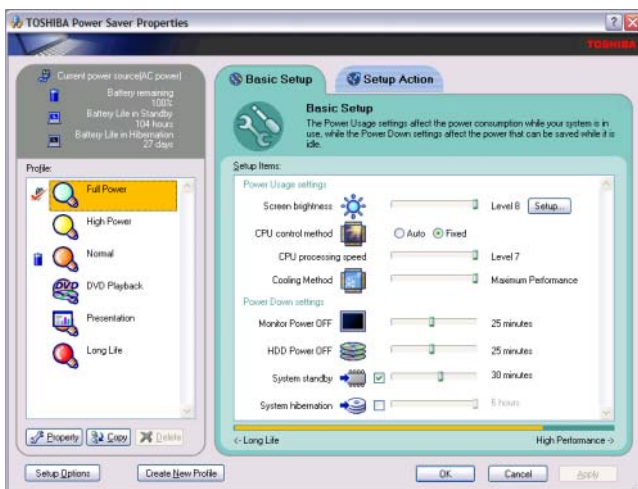 TOSHIBA Power Saver Properties
TOSHIBA
Current power source(AC power)
Battery remaining
100%
Battery Life in Standby
104 hours
Battery Life in Hibernation
27 days
Profile:
Full Power
High Power
Normal
DVD Playback
Presentation
Long Life
Property
Copy
Delete
Basic Setup
Setup Action
Basic Setup
The Power Usage settings affect the power consumption while your system is in
use, while the Power Down settings affect the power that can be saved while it is
idle.
Setup Items:
Power Usage settings
Screen brightness
Level 8
Setup...
CPU control method
Auto
Fixed
CPU processing speed
Level 7
Cooling Method
Maximum Performance
Power Down settings
Monitor Power OFF
25 minutes
HDD Power OFF
25 minutes
System standby
30 minutes
System hibernation
6 hours
<- Long Life
High Performance ->
Setup Options
Create New Profile
OK
Cancel
Apply